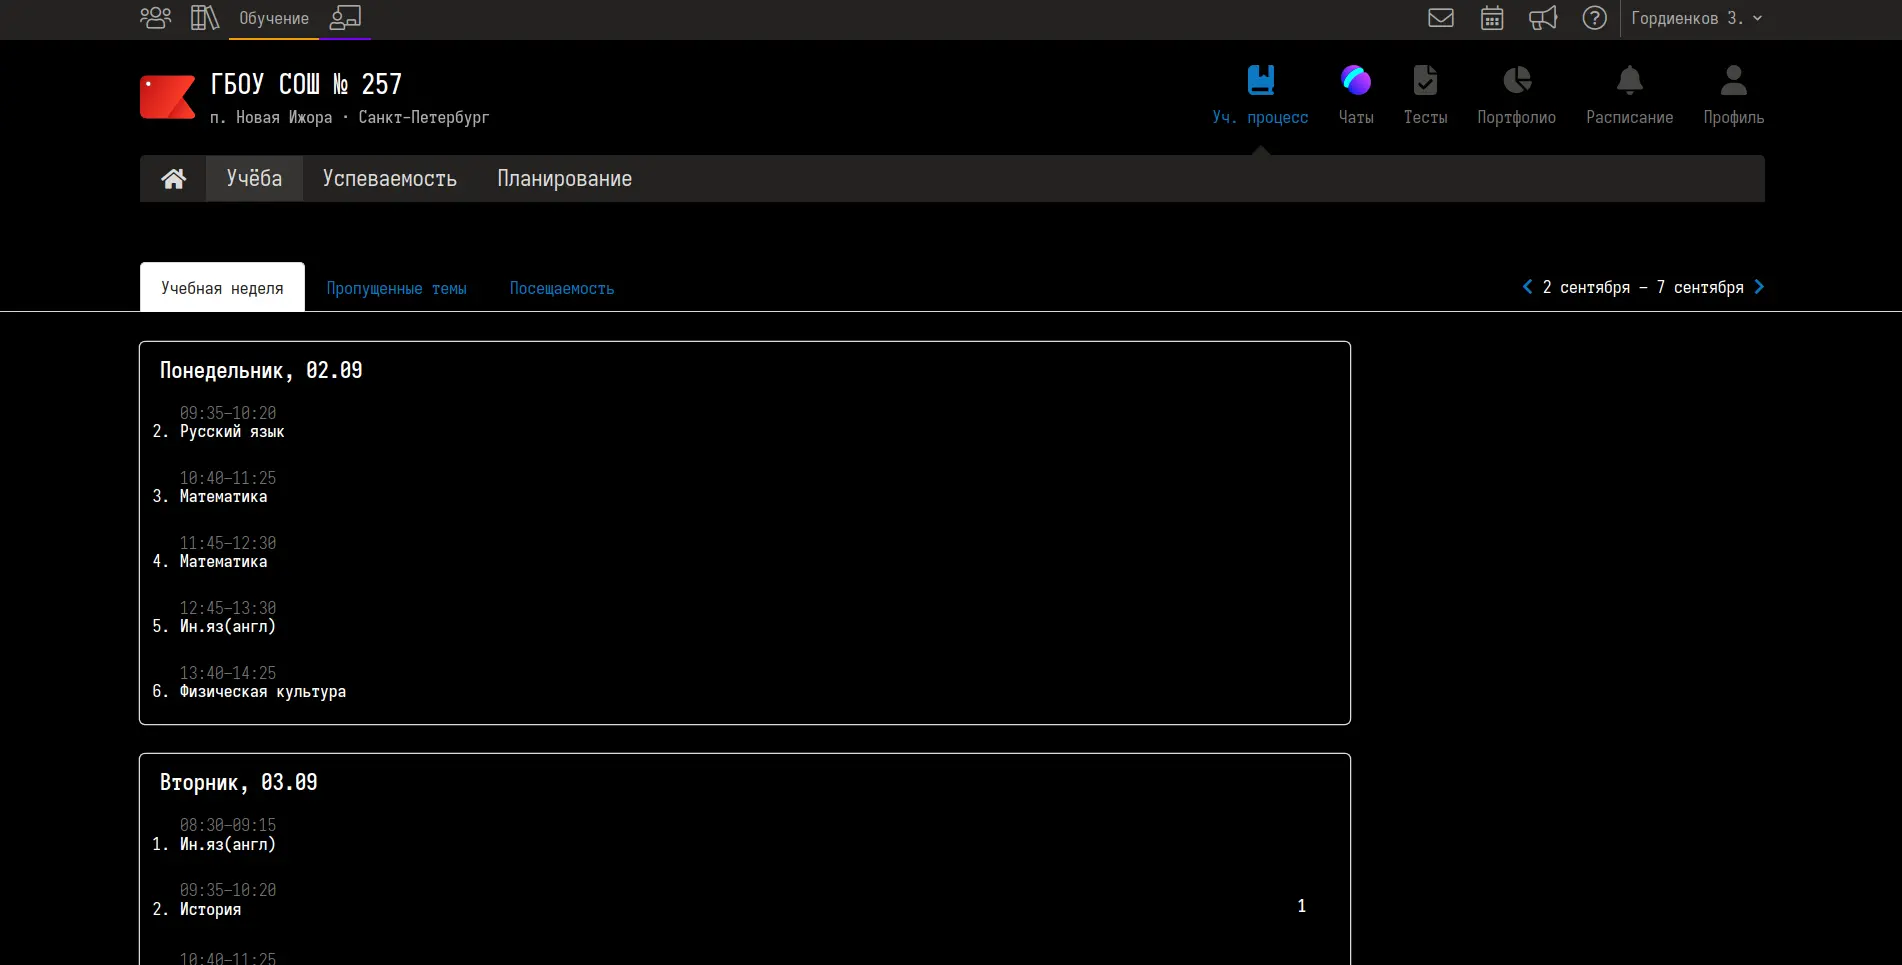 Обучение
Гордиенков З.
ГБОУ СОШ № 257
п. Новая Ижора · Санкт-Петербург
Уч. процесс
Чаты
Тесты
Портфолио
Расписание
Профиль
Учёба
Успеваемость
Планирование
Учебная неделя
Пропущенные темы
Посещаемость
2 сентября — 7 сентября
Понедельник, 02.09
09:35—10:20
2. Русский язык
10:40—11:25
3. Математика
11:45—12:30
4. Математика
12:45—13:30
5. Ин.яз(англ)
13:40—14:25
6. Физическая культура
Вторник, 03.09
08:30—09:15
1. Ин.яз(англ)
09:35—10:20
2. История
1
10:40—11:25